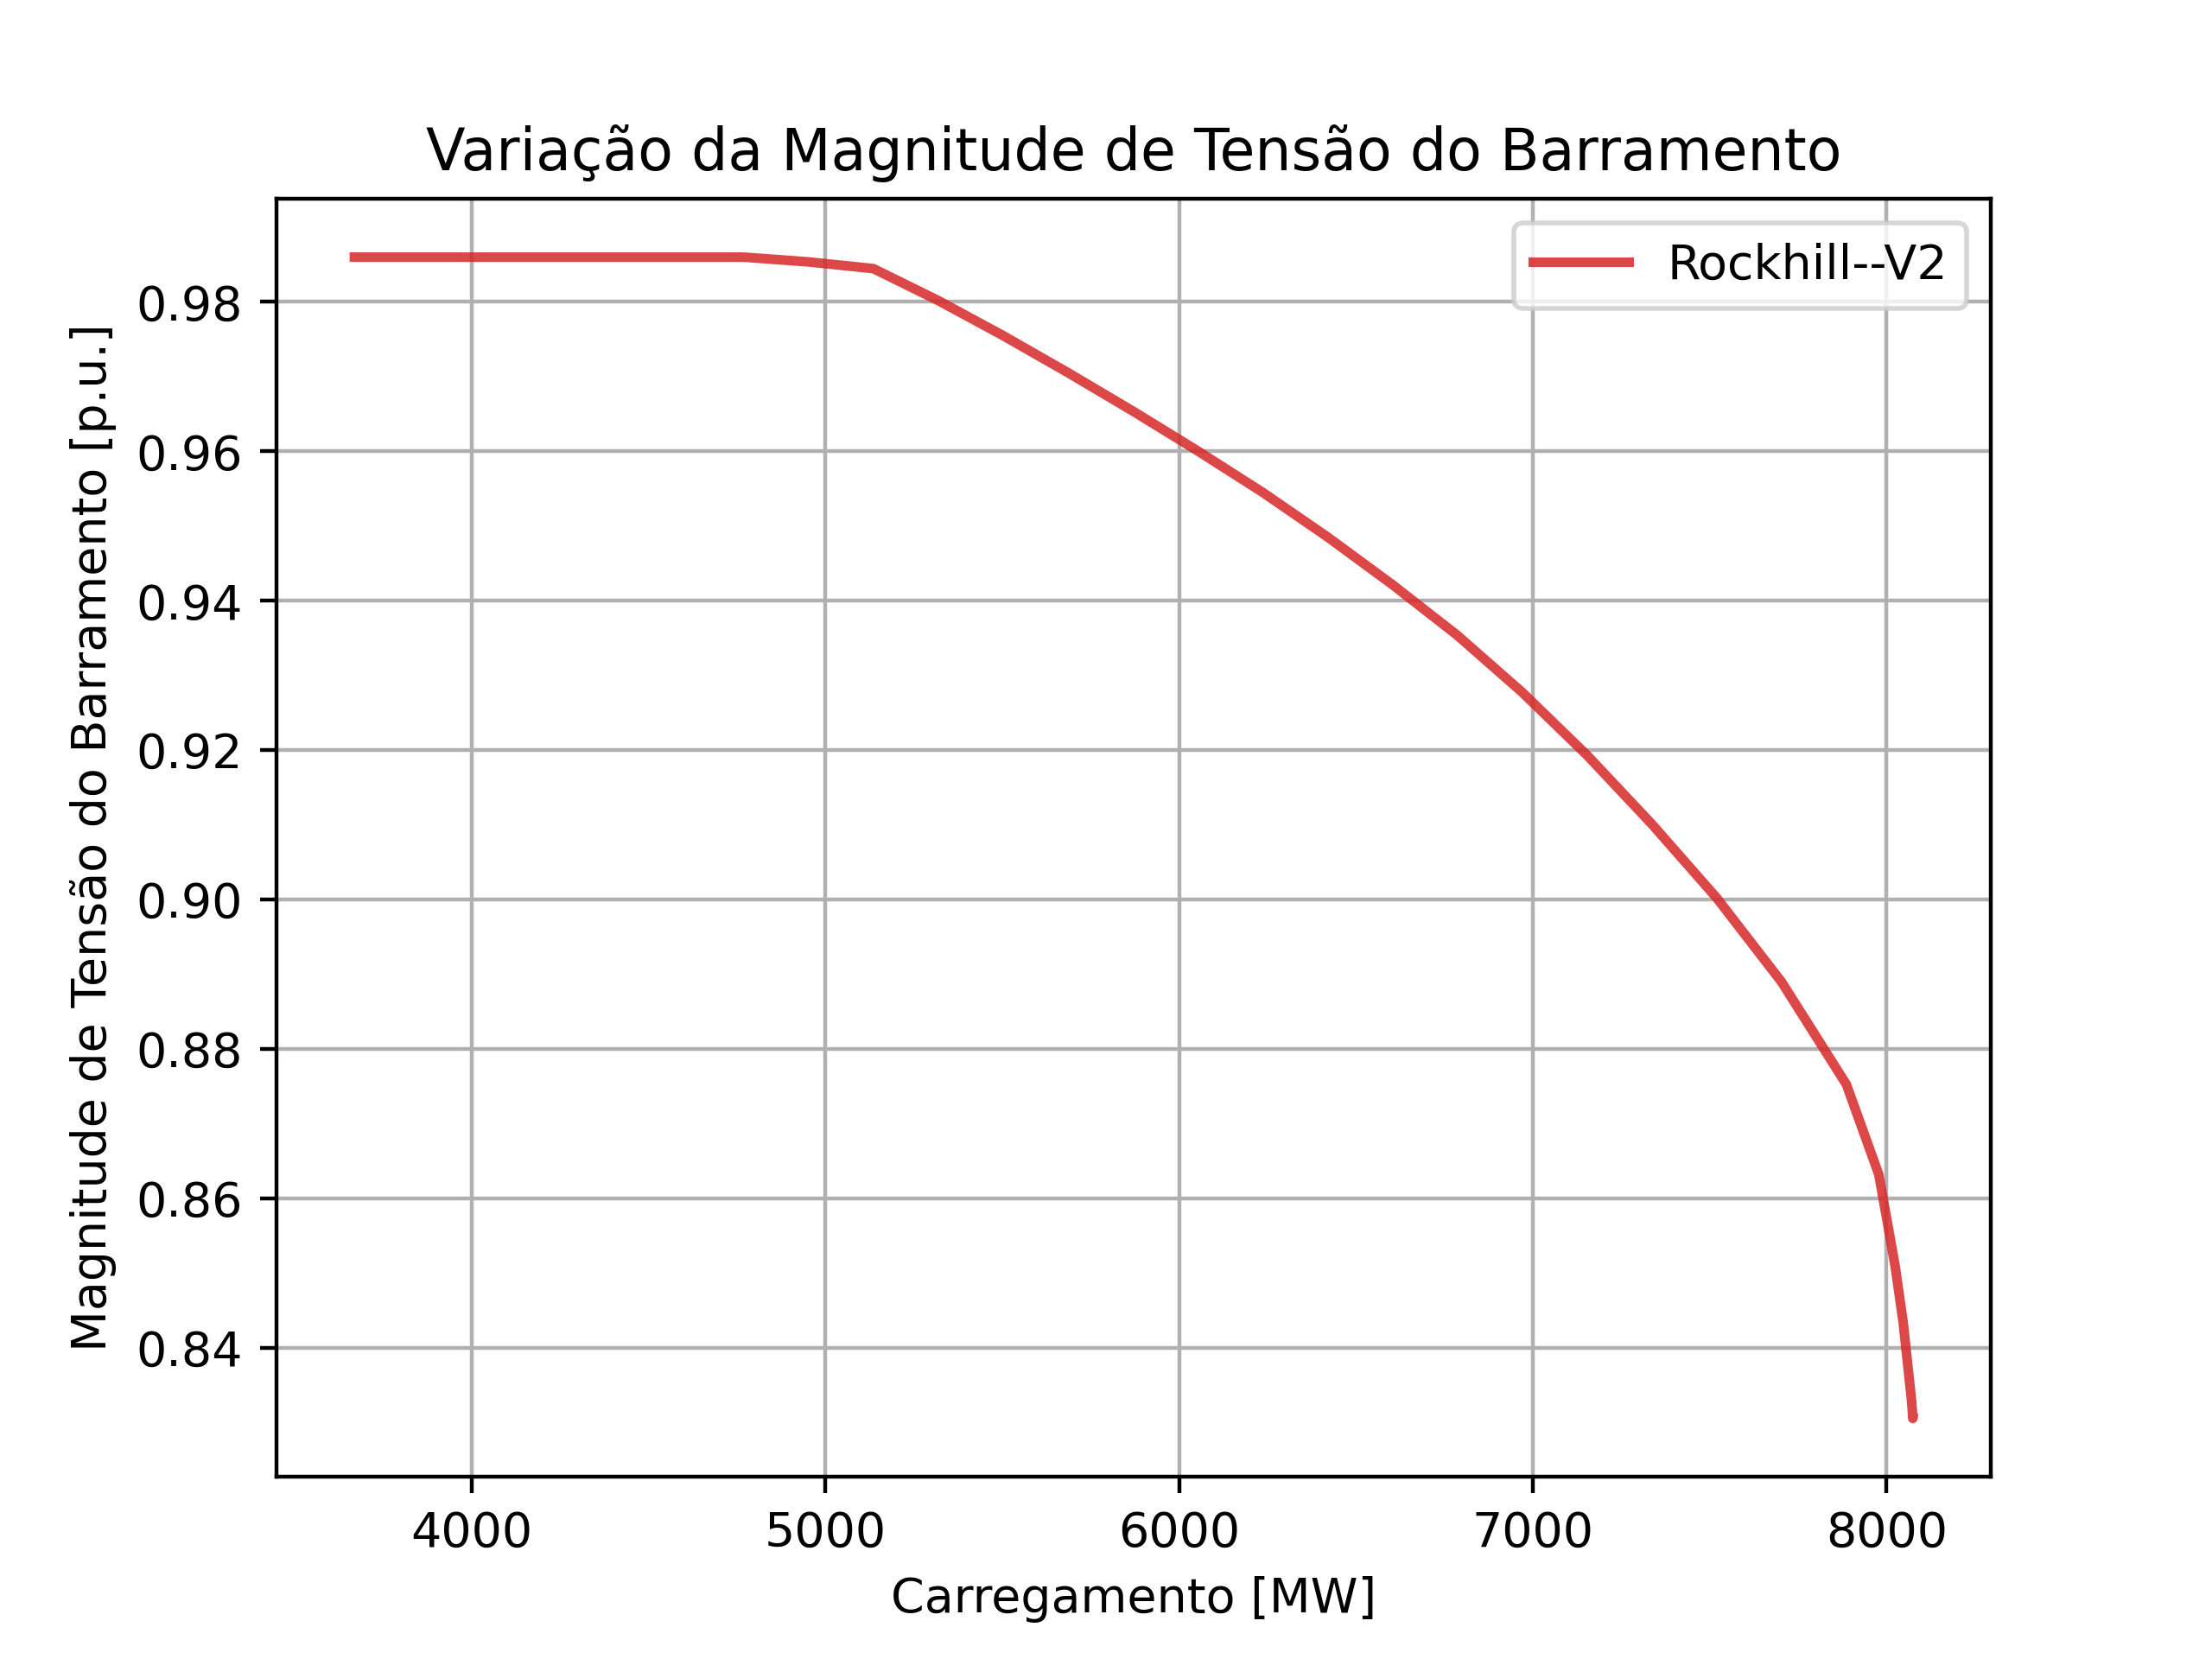 Variação da Magnitude de Tensão do Barramento
Rockhill--V2
Magnitude de Tensão do Barramento [p.u.]
0.98
0.96
0.94
0.92
0.90
0.88
0.86
0.84
4000 5000 6000 7000 8000
Carregamento [MW]